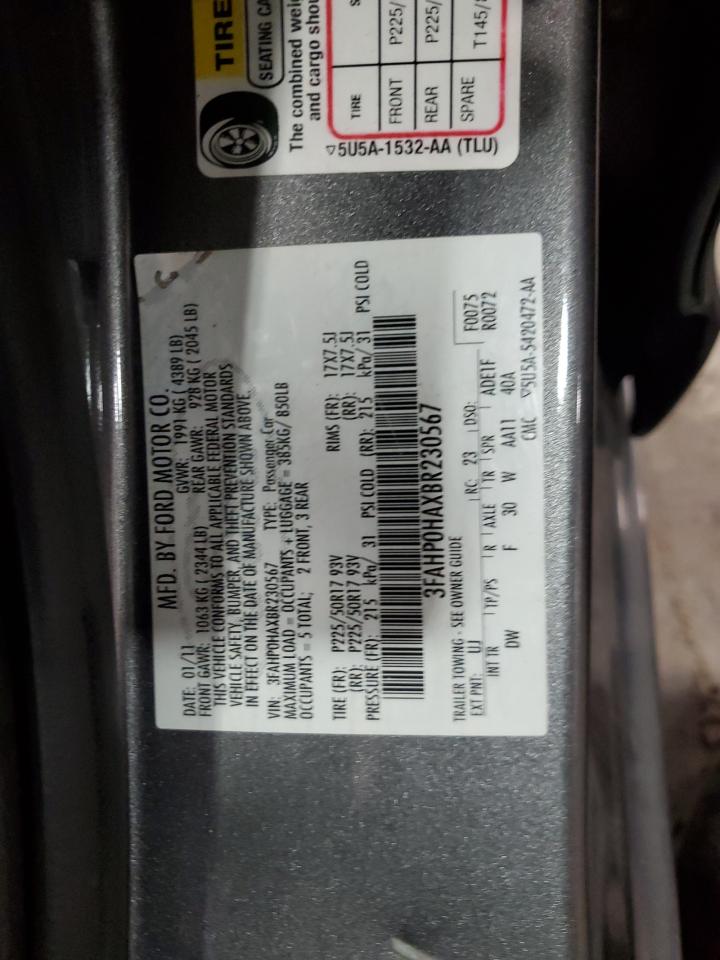 MFD. BY FORD MOTOR CO.
DATE: 01/11 GVWR: 1991 KG ( 4389 LB)
FRONT GAWR: 1063 KG ( 2344 LB) REAR GAWR: 928 KG ( 2045 LB)
THIS VEHICLE CONFORMS TO ALL APPLICABLE FEDERAL MOTOR
VEHICLE SAFETY, BUMPER, AND THEFT PREVENTION STANDARDS
IN EFFECT ON THE DATE OF MANUFACTURE SHOWN ABOVE.
VIN: 3FAHP0HAXBR230567 TYPE: Passenger Car
MAXIMUM LOAD = OCCUPANTS + LUGGAGE = 385KG/ 850LB
OCCUPANTS = 5 TOTAL; 2 FRONT, 3 REAR
TIRE (FR): P225/50R17 93V RIMS (FR): 17X7.5J
(RR): P225/50R17 93V (RR): 17X7.5J
PRESSURE (FR): 215 kPa/ 31 PSI COLD (RR): 215 kPa/ 31 PSI COLD
3FAHP0HAXBR230567
TRAILER TOWING - SEE OWNER GUIDE
F0075
EXT PNT: UJ RC: 23 DSO: R0072
INT TR TP/PS R AXLE TR SPR ADE1F
DW F 30 W AA11 40A
CMC ▽5U5A-5420472-AA
TIRE
SEATING CA
The combined wei
and cargo shou
TIRE S
FRONT P225/
REAR P225/
SPARE T145/
▽5U5A-1532-AA (TLU)